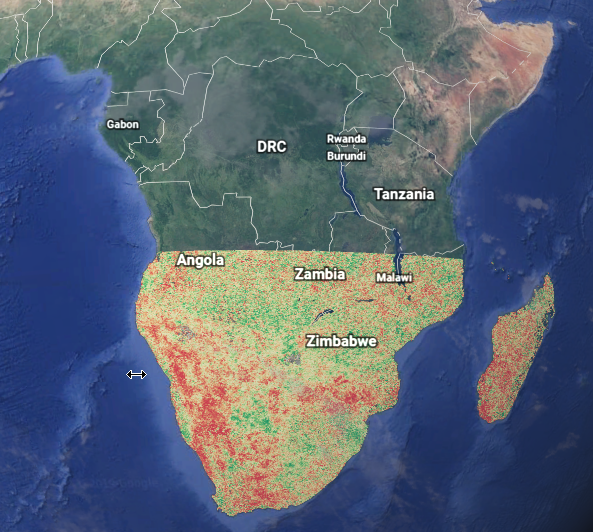 Gabon
DRC
Rwanda
Burundi
Tanzania
Angola
Zambia
Malawi
Zimbabwe